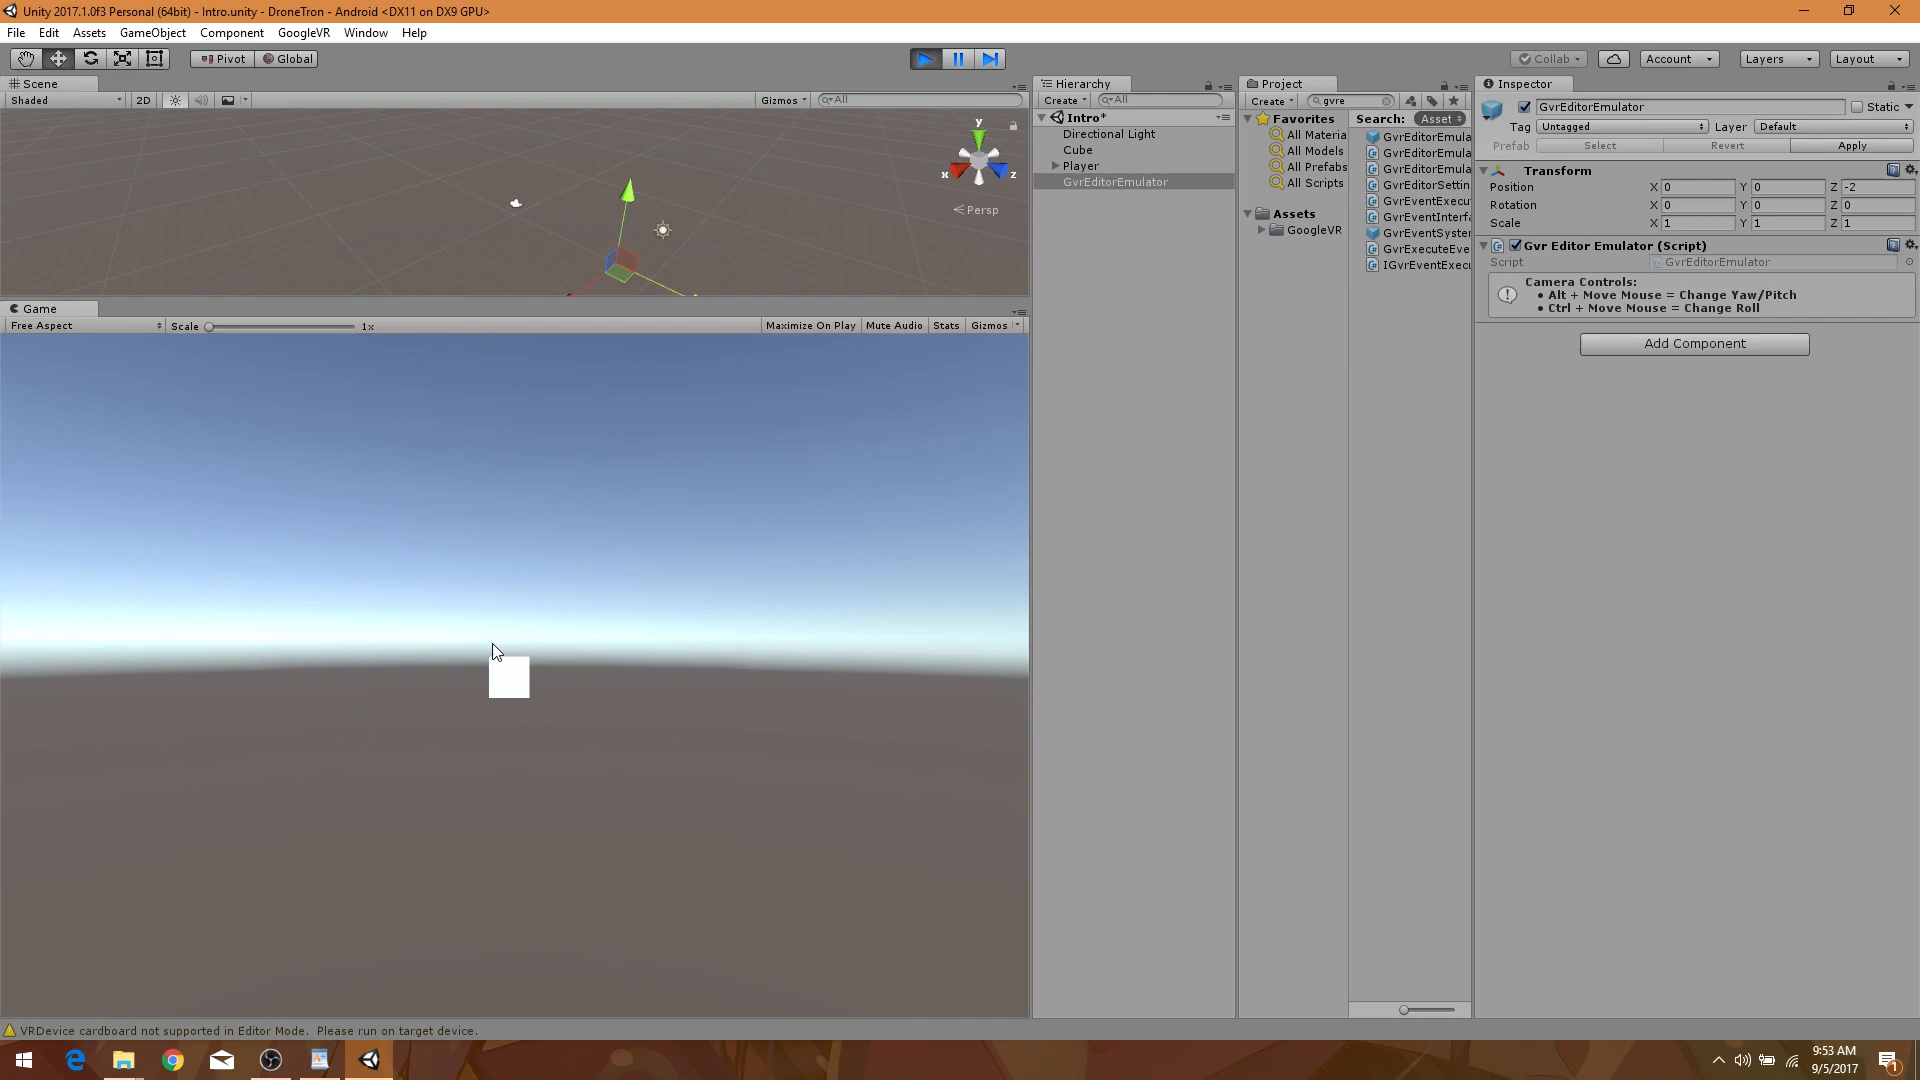 Unity 2017.1.0f3 Personal (64bit) - Intro.unity - DroneTron - Android <DX11 on DX9 GPU>
File Edit Assets GameObject Component GoogleVR Window Help
Pivot Global Collab Account Layers Layout
Scene
Shaded 2D Gizmos All
y
x z
Persp
Game
Free Aspect Scale 1x Maximize On Play Mute Audio Stats Gizmos
Hierarchy
Create All
Intro*
Directional Light
Cube
Player
GvrEditorEmulator
Project
Create gvre
Favorites
All Materia
All Models
All Prefabs
All Scripts
Assets
GoogleVR
Search: Asset
GvrEditorEmula
GvrEditorEmula
GvrEditorEmula
GvrEditorSettin
GvrEventExecu
GvrEventInterfa
GvrEventSystem
GvrExecuteEve
IGvrEventExecu
Inspector
GvrEditorEmulator Static
Tag Untagged Layer Default
Prefab Select Revert Apply
Transform
Position X 0 Y 0 Z -2
Rotation X 0 Y 0 Z 0
Scale X 1 Y 1 Z 1
Gvr Editor Emulator (Script)
Script GvrEditorEmulator
Camera Controls:
• Alt + Move Mouse = Change Yaw/Pitch
• Ctrl + Move Mouse = Change Roll
Add Component
VRDevice cardboard not supported in Editor Mode. Please run on target device.
9:53 AM
9/5/2017
1